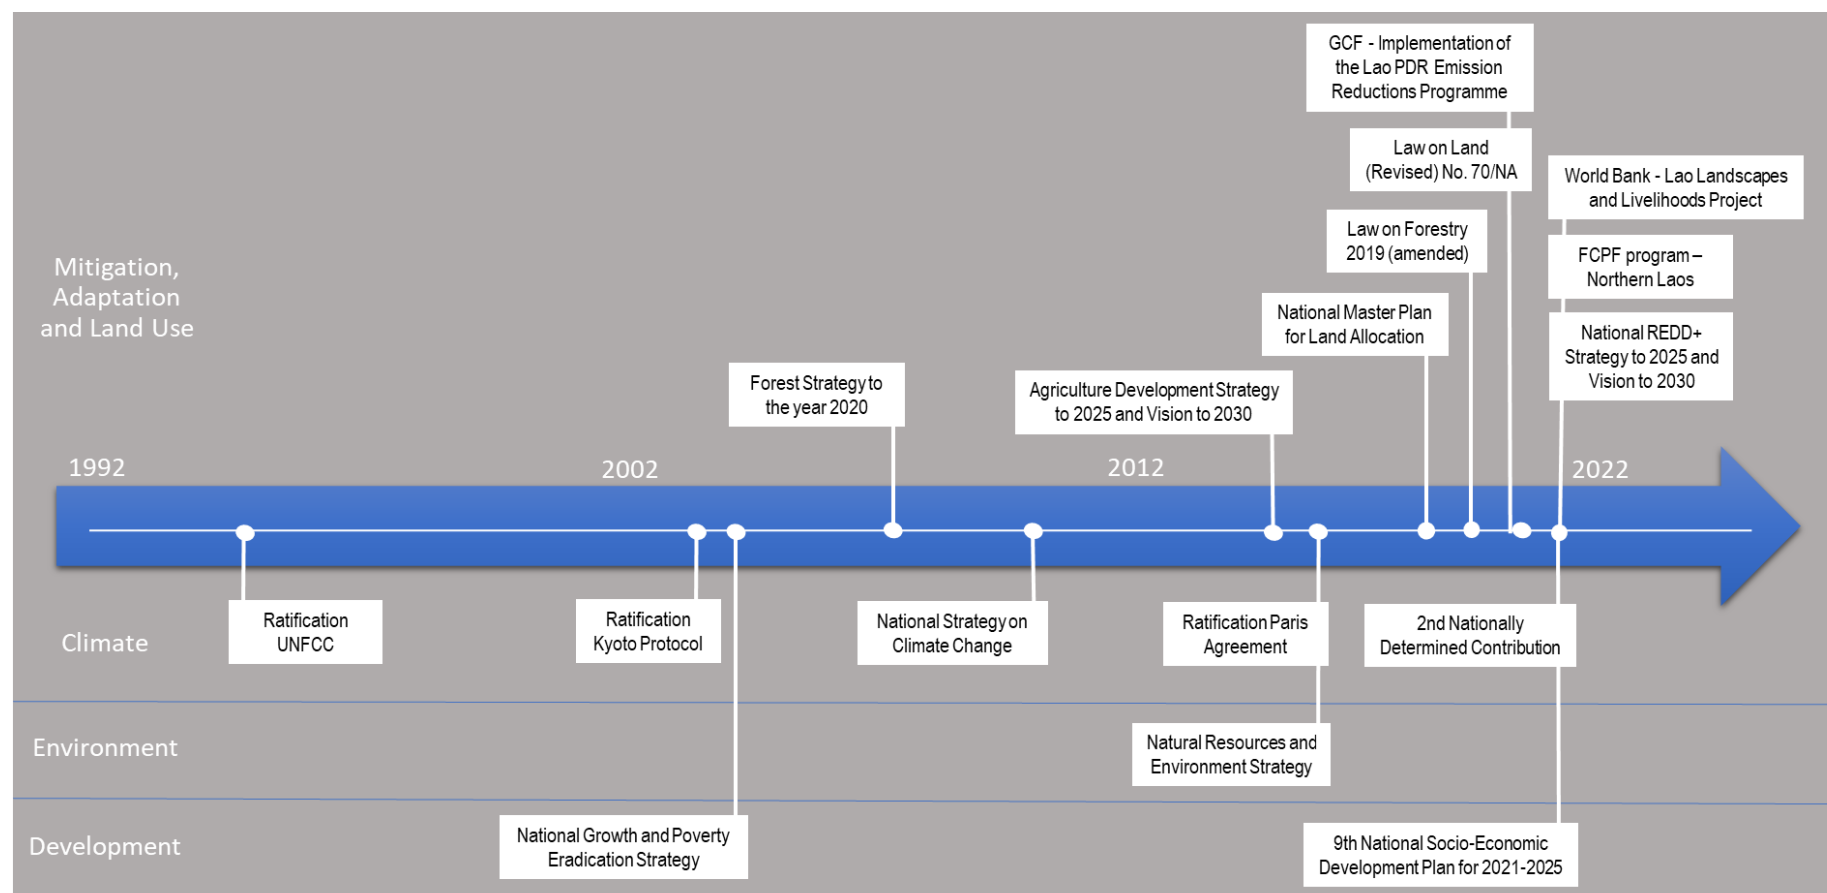 GCF - Implementation of
the Lao PDR Emission
Reductions Programme
Law on Land
(Revised) No. 70/NA
World Bank - Lao Landscapes
and Livelihoods Project
Law on Forestry
2019 (amended)
FCPF program –
Northern Laos
Mitigation,
Adaptation
and Land Use
National Master Plan
for Land Allocation
National REDD+
Strategy to 2025 and
Vision to 2030
Forest Strategy to
the year 2020
Agriculture Development Strategy
to 2025 and Vision to 2030
1992
2002
2012
2022
Climate
Ratification
UNFCC
Ratification
Kyoto Protocol
National Strategy on
Climate Change
Ratification Paris
Agreement
2nd Nationally
Determined Contribution
Environment
Natural Resources and
Environment Strategy
Development
National Growth and Poverty
Eradication Strategy
9th National Socio-Economic
Development Plan for 2021-2025